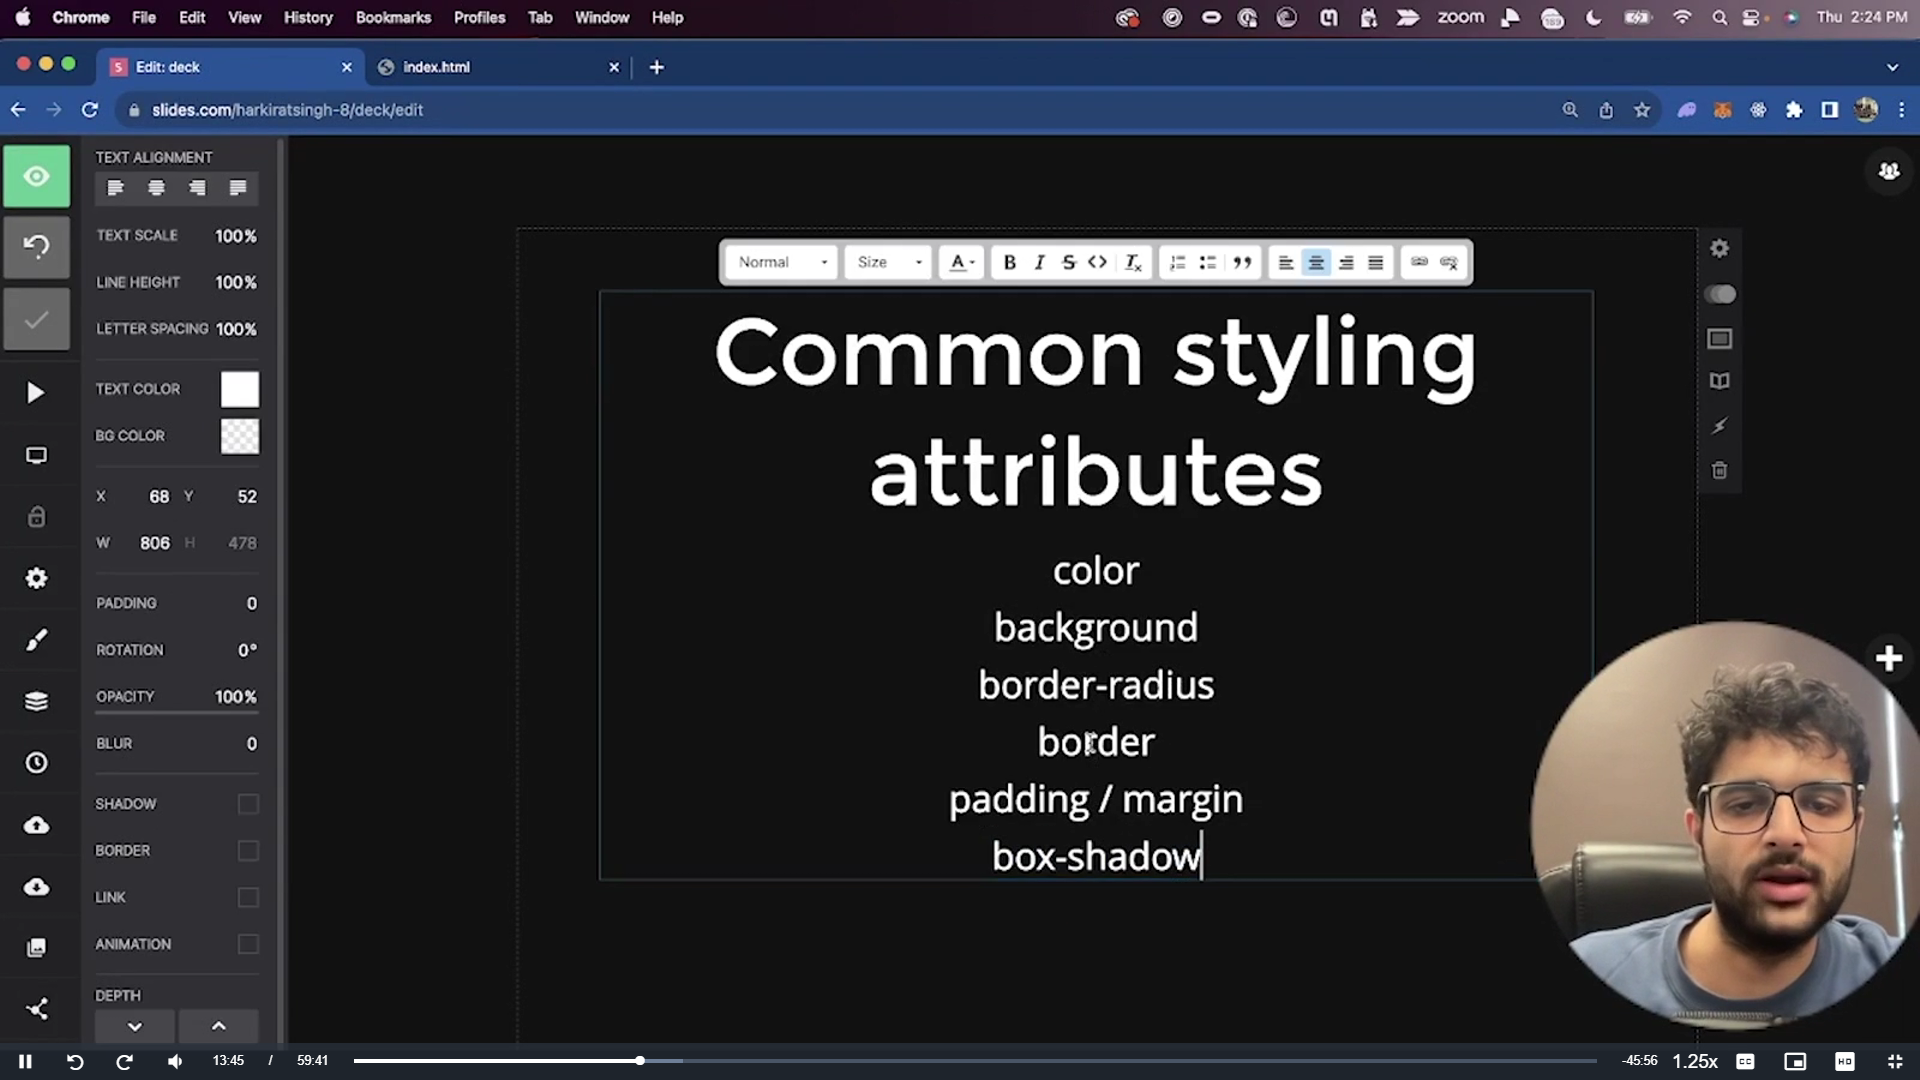 Chrome File Edit View History Bookmarks Profiles Tab Window Help zoom Thu 2:24 PM
Edit: deck index.html
slides.com/harkiratsingh-8/deck/edit
TEXT ALIGNMENT
TEXT SCALE 100%
LINE HEIGHT 100%
LETTER SPACING 100%
TEXT COLOR
BG COLOR
X 68 Y 52
W 806 H 478
PADDING 0
ROTATION 0°
OPACITY 100%
BLUR 0
SHADOW
BORDER
LINK
ANIMATION
DEPTH
Normal Size A B I S <> Tx
Common styling
attributes
color
background
border-radius
border
padding / margin
box-shadow
13:45 / 59:41 -45:56 1.25x CC HD